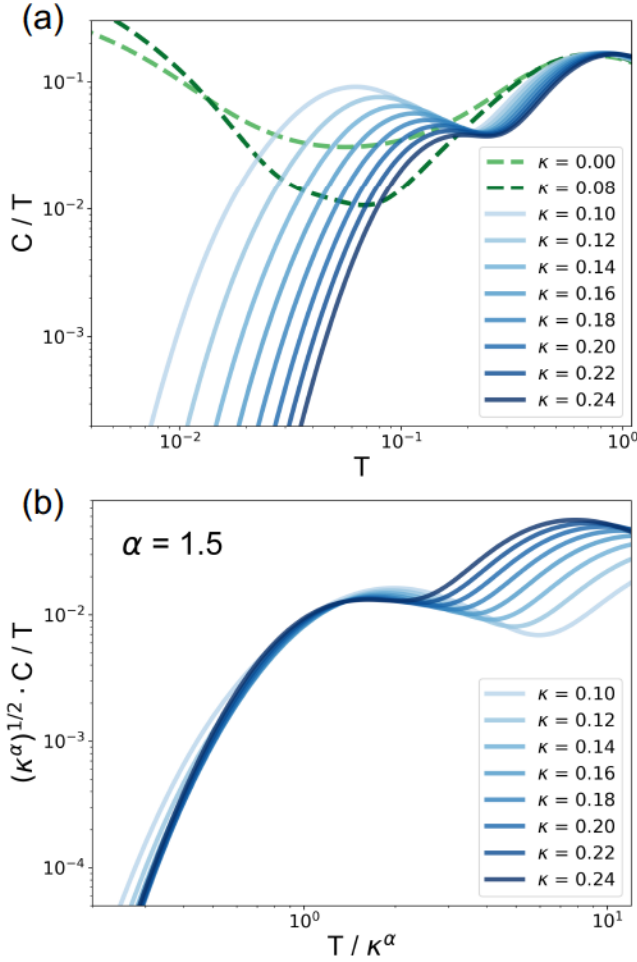 (a)
10⁻¹
10⁻²
10⁻³
C / T
κ = 0.00
κ = 0.08
κ = 0.10
κ = 0.12
κ = 0.14
κ = 0.16
κ = 0.18
κ = 0.20
κ = 0.22
κ = 0.24
10⁻² 10⁻¹ 10⁰
T
(b)
α = 1.5
10⁻²
10⁻³
10⁻⁴
(κ^α)^1/2 · C / T
κ = 0.10
κ = 0.12
κ = 0.14
κ = 0.16
κ = 0.18
κ = 0.20
κ = 0.22
κ = 0.24
10⁰ 10¹
T / κ^α